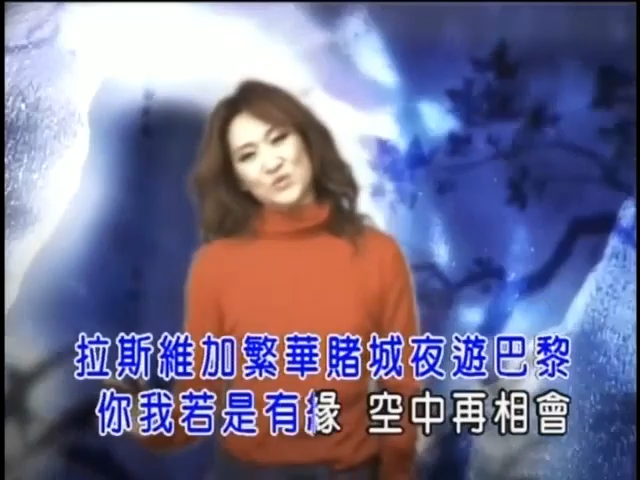 拉斯維加繁華賭城夜遊巴黎
你我若是有緣 空中再相會